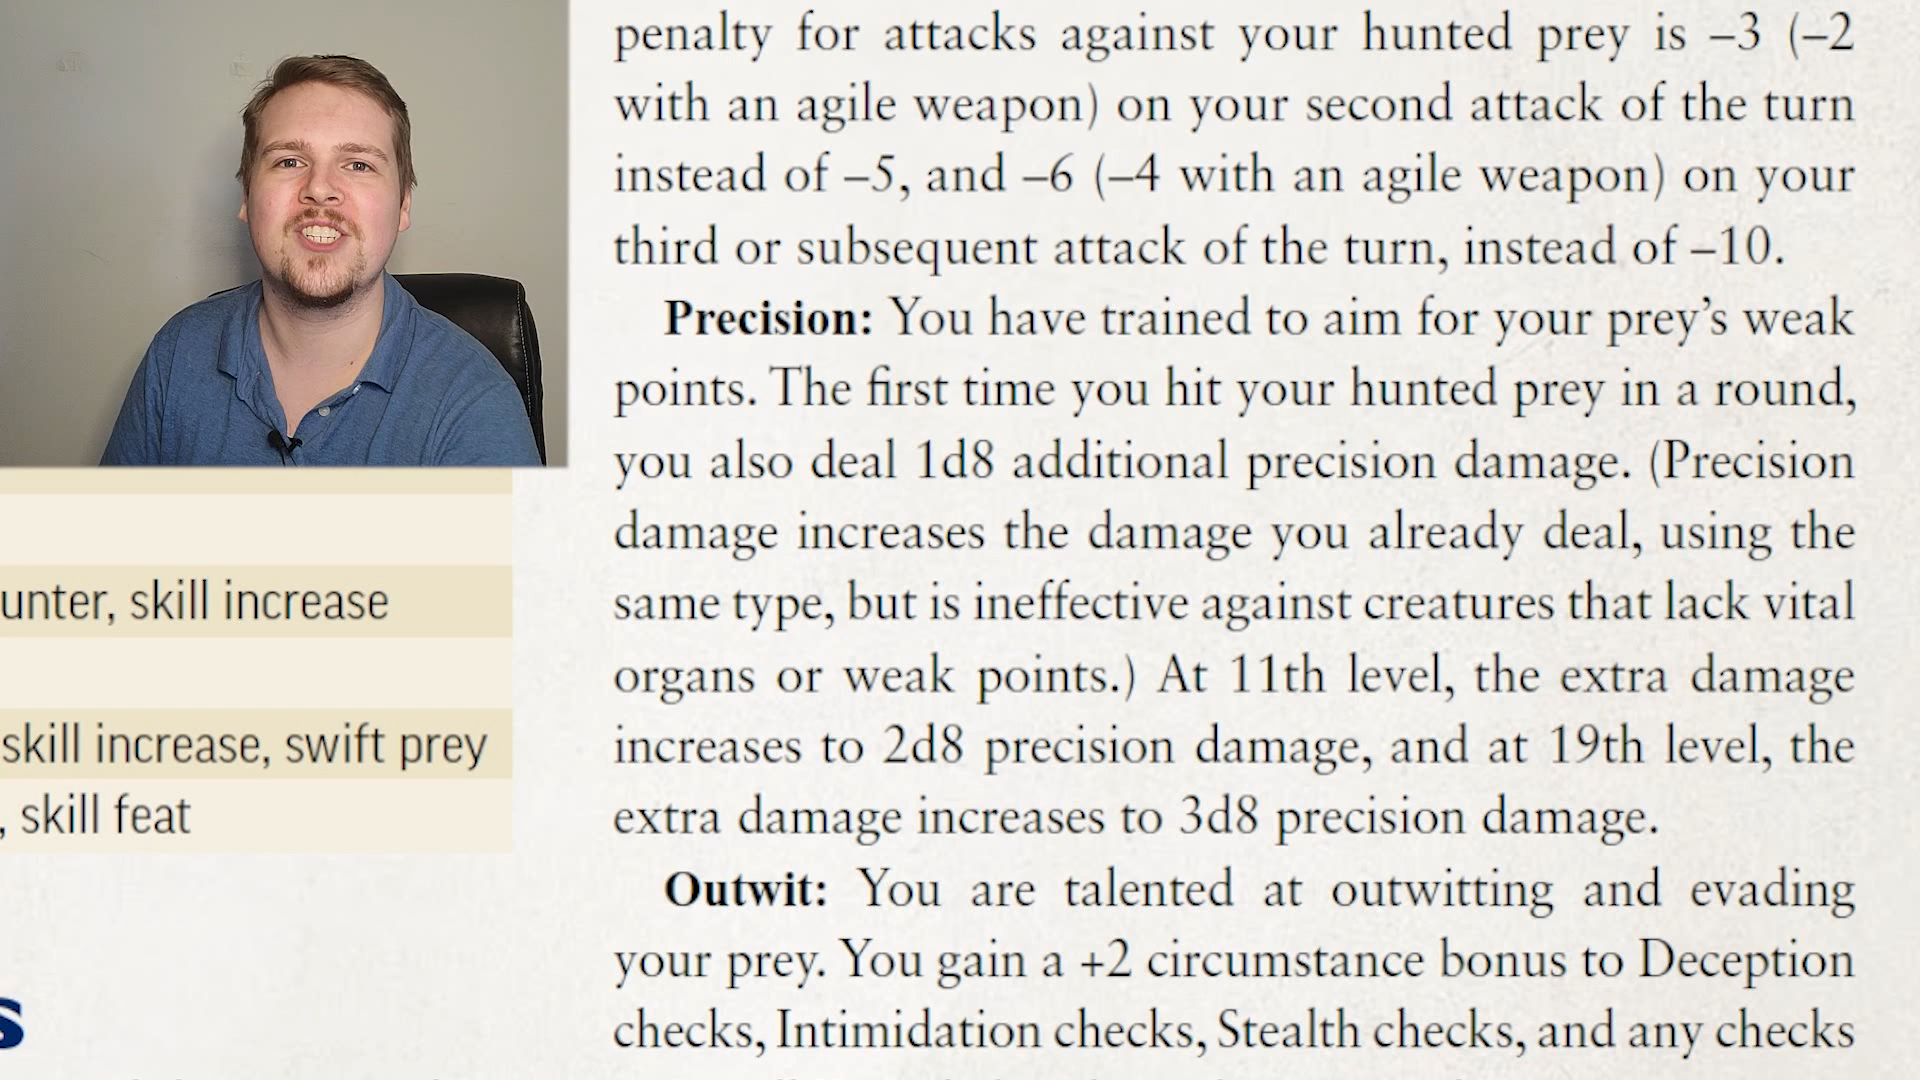 penalty for attacks against your hunted prey is –3 (–2
with an agile weapon) on your second attack of the turn
instead of –5, and –6 (–4 with an agile weapon) on your
third or subsequent attack of the turn, instead of –10.
Precision: You have trained to aim for your prey’s weak
points. The first time you hit your hunted prey in a round,
you also deal 1d8 additional precision damage. (Precision
damage increases the damage you already deal, using the
same type, but is ineffective against creatures that lack vital
organs or weak points.) At 11th level, the extra damage
increases to 2d8 precision damage, and at 19th level, the
extra damage increases to 3d8 precision damage.
Outwit: You are talented at outwitting and evading
your prey. You gain a +2 circumstance bonus to Deception
checks, Intimidation checks, Stealth checks, and any checks
unter, skill increase
skill increase, swift prey
, skill feat
s